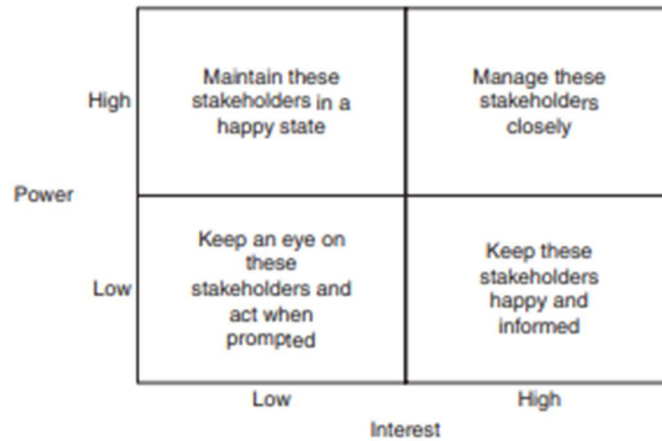 High
Maintain these
stakeholders in a
happy state
Manage these
stakeholders
closely
Power
Low
Keep an eye on
these
stakeholders and
act when
prompted
Keep these
stakeholders
happy and
informed
Low
High
Interest